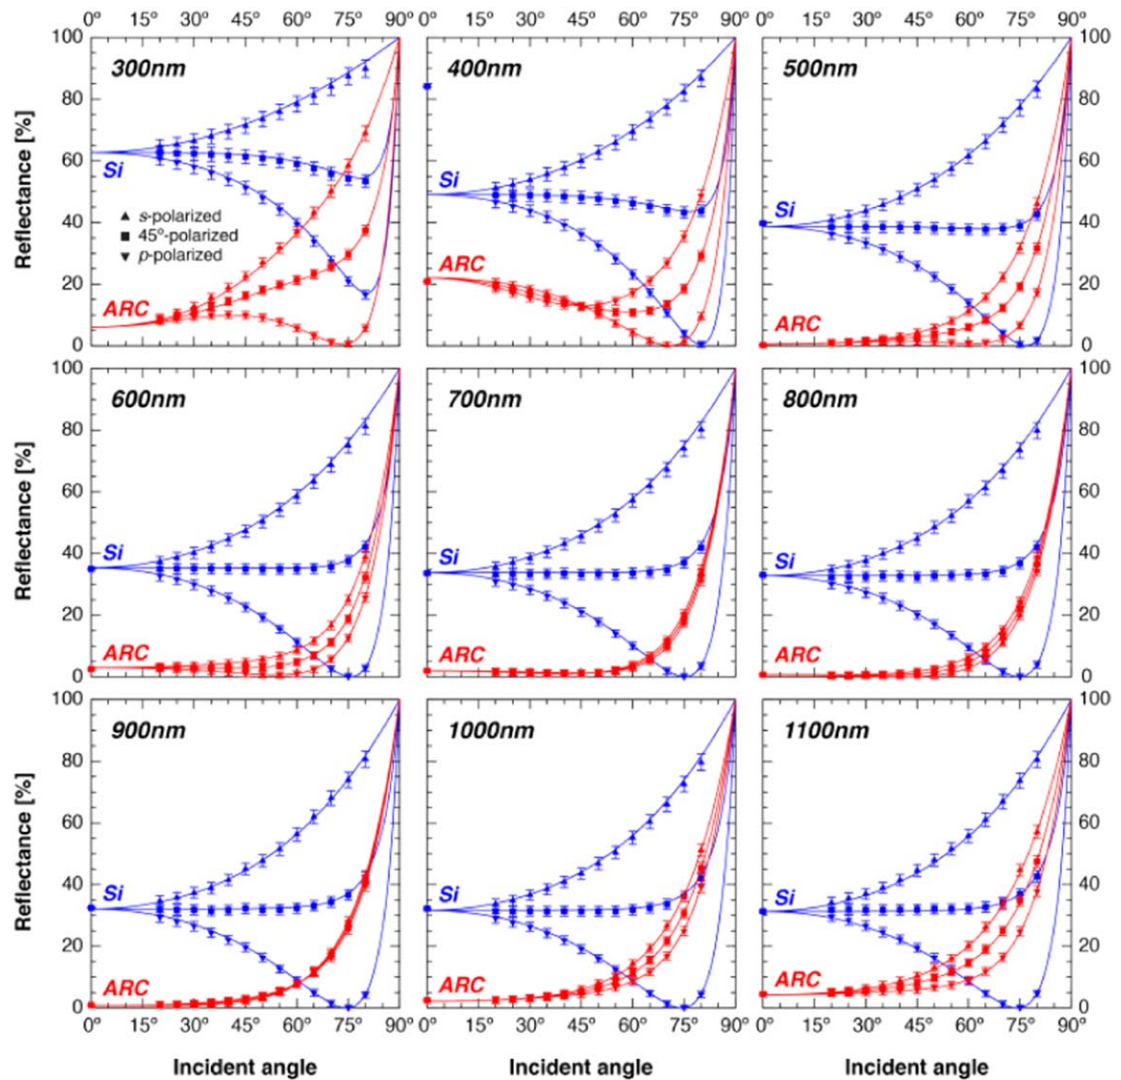 0° 15° 30° 45° 60° 75° 90° 0° 15° 30° 45° 60° 75° 90° 0° 15° 30° 45° 60° 75° 90°
100 100
300nm 400nm 500nm
80 80
60 60
Si Si Si
s-polarized
45°-polarized
p-polarized
40 40
20 20
ARC ARC ARC
0 0
Reflectance [%]
100 100
600nm 700nm 800nm
80 80
60 60
40 40
Si Si Si
20 20
ARC ARC ARC
0 0
Reflectance [%]
100 100
900nm 1000nm 1100nm
80 80
60 60
40 40
Si Si Si
20 20
ARC ARC ARC
0 0
Reflectance [%]
0° 15° 30° 45° 60° 75° 90° 0° 15° 30° 45° 60° 75° 90° 0° 15° 30° 45° 60° 75° 90°
Incident angle Incident angle Incident angle